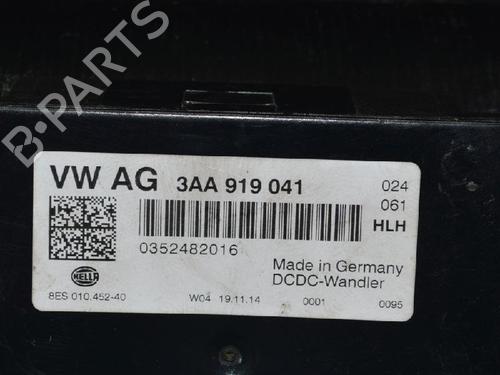 B-PARTS
VW AG 3AA 919 041 024
061
HLH
0352482016
Made in Germany
DCDC-Wandler
HELLA
8ES 010.452-40 W04 19.11.14 0001 0095